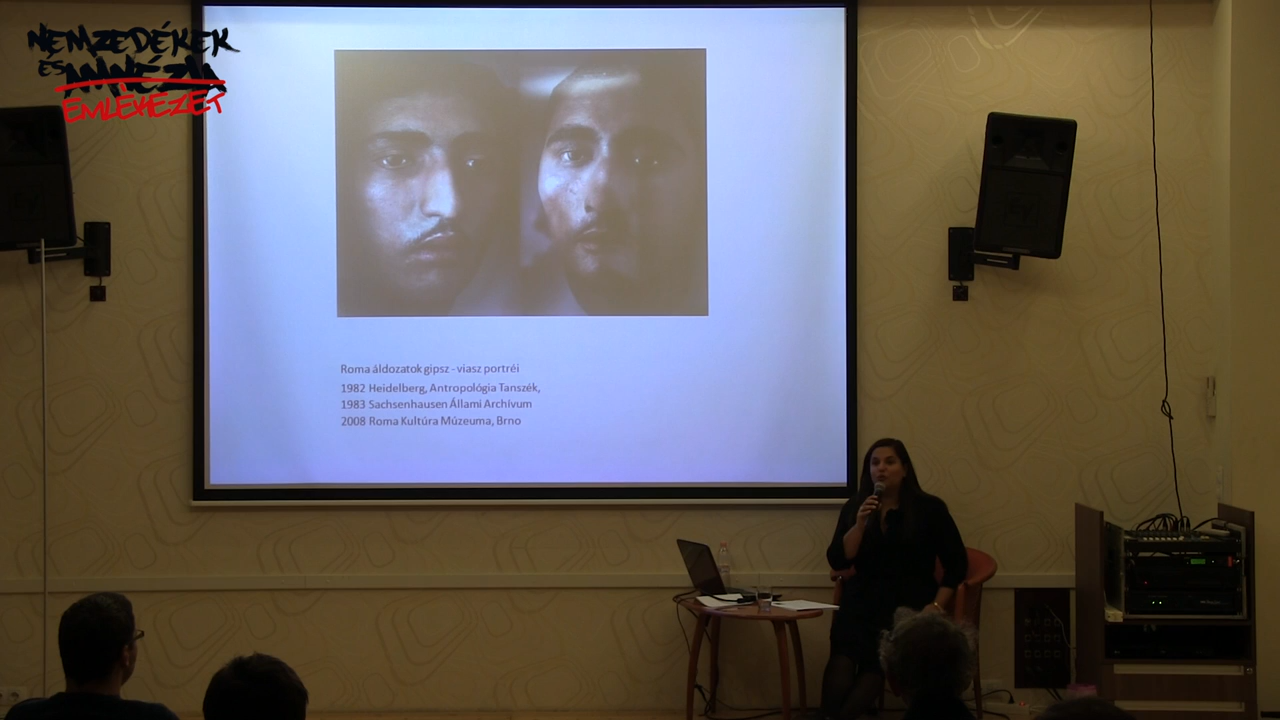 NEMZEDÉKEK
ÉS AMNÉZIA
EMLÉKEZET
Roma áldozatok gipsz - viasz portréi
1982 Heidelberg, Antropológia Tanszék,
1983 Sachsenhausen Állami Archívum
2008 Roma Kultúra Múzeuma, Brno